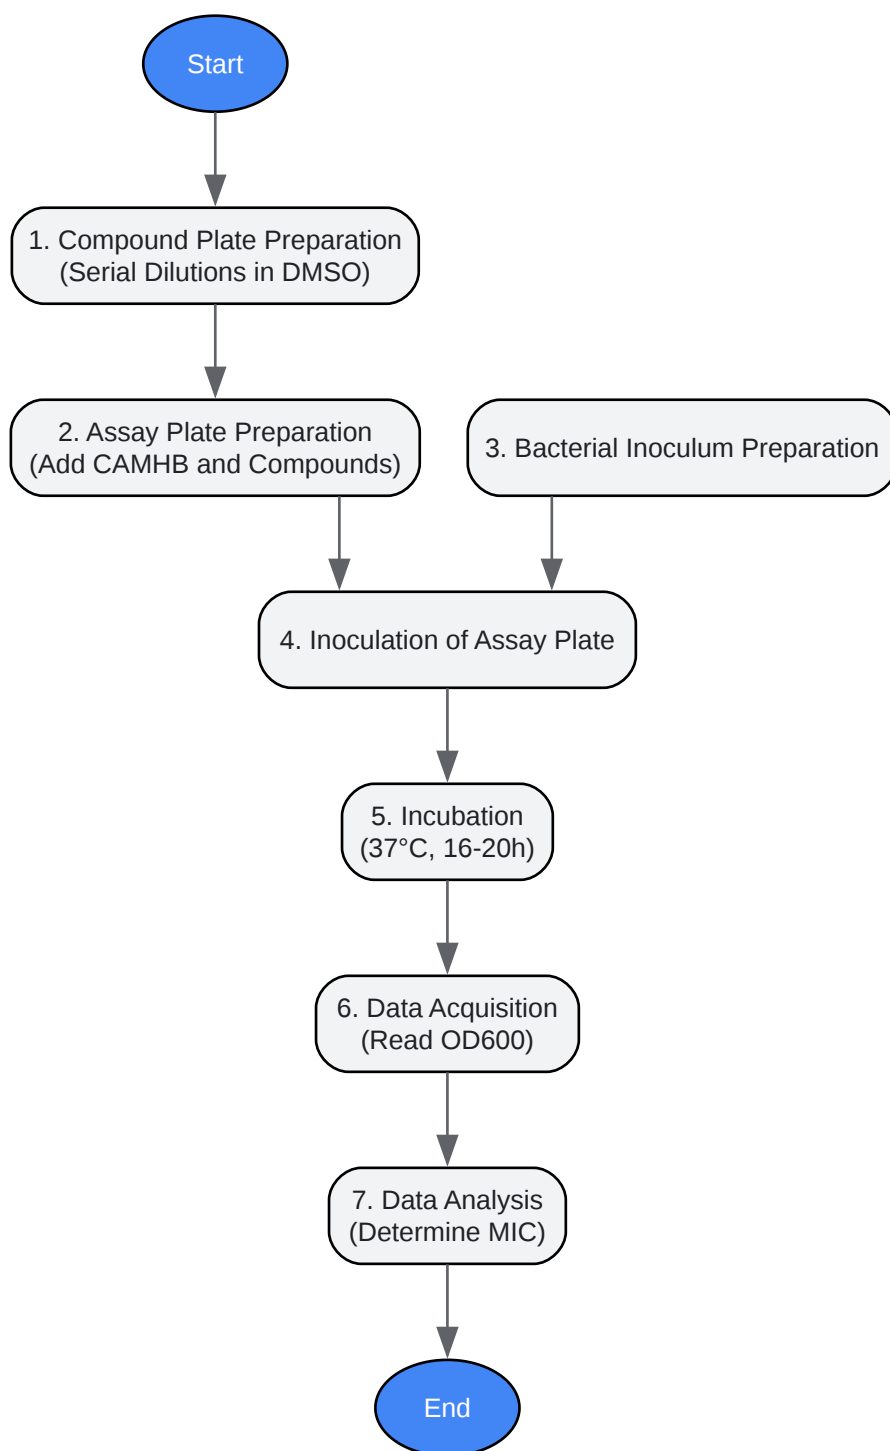 Start
1. Compound Plate Preparation
(Serial Dilutions in DMSO)
2. Assay Plate Preparation
(Add CAMHB and Compounds)
3. Bacterial Inoculum Preparation
4. Inoculation of Assay Plate
5. Incubation
(37°C, 16-20h)
6. Data Acquisition
(Read OD600)
7. Data Analysis
(Determine MIC)
End